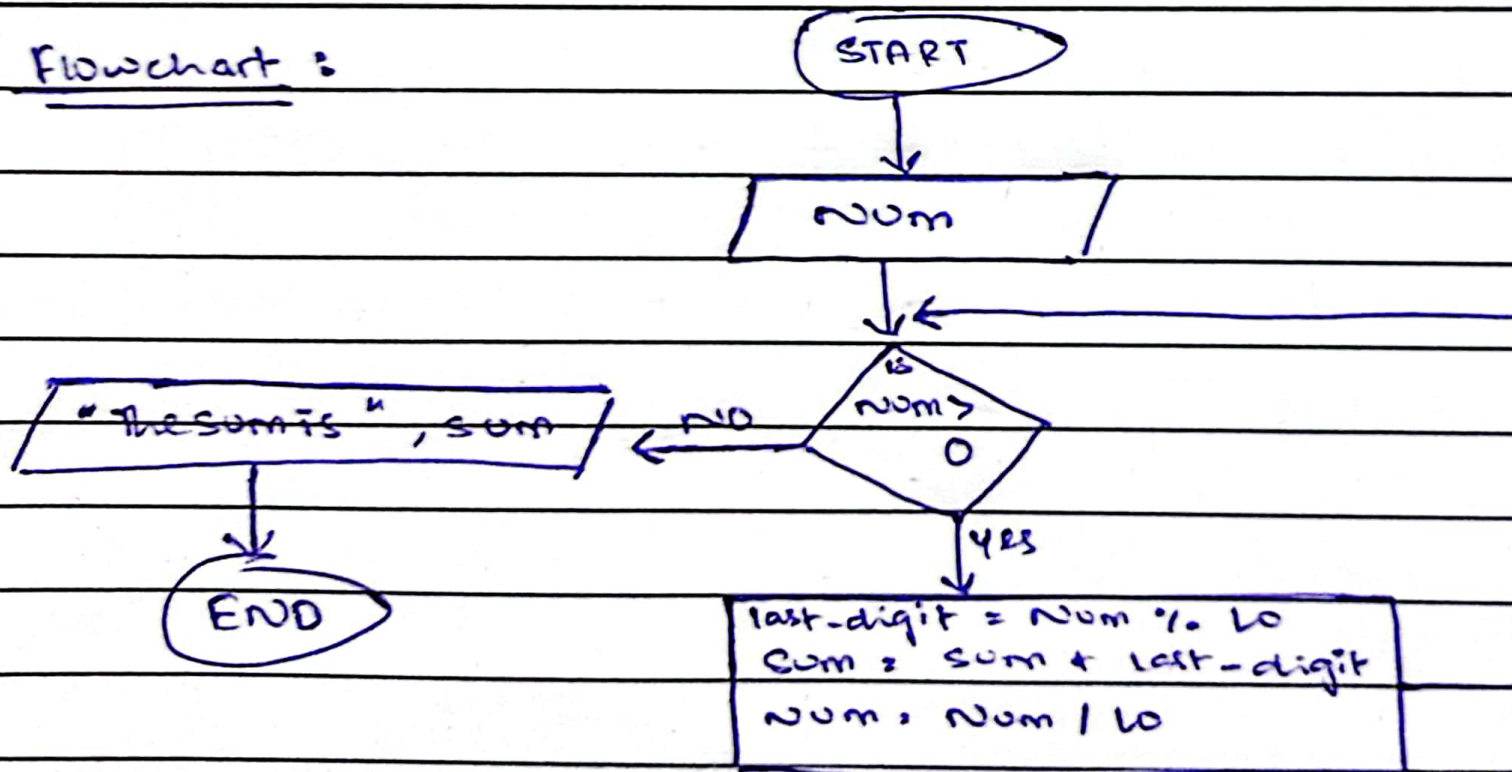 Flowchart :
START
NUM
is
NUM >
0
NO
"The sum is", sum
END
Yes
last-digit = Num % 10
Sum = sum + last-digit
Num = Num / 10